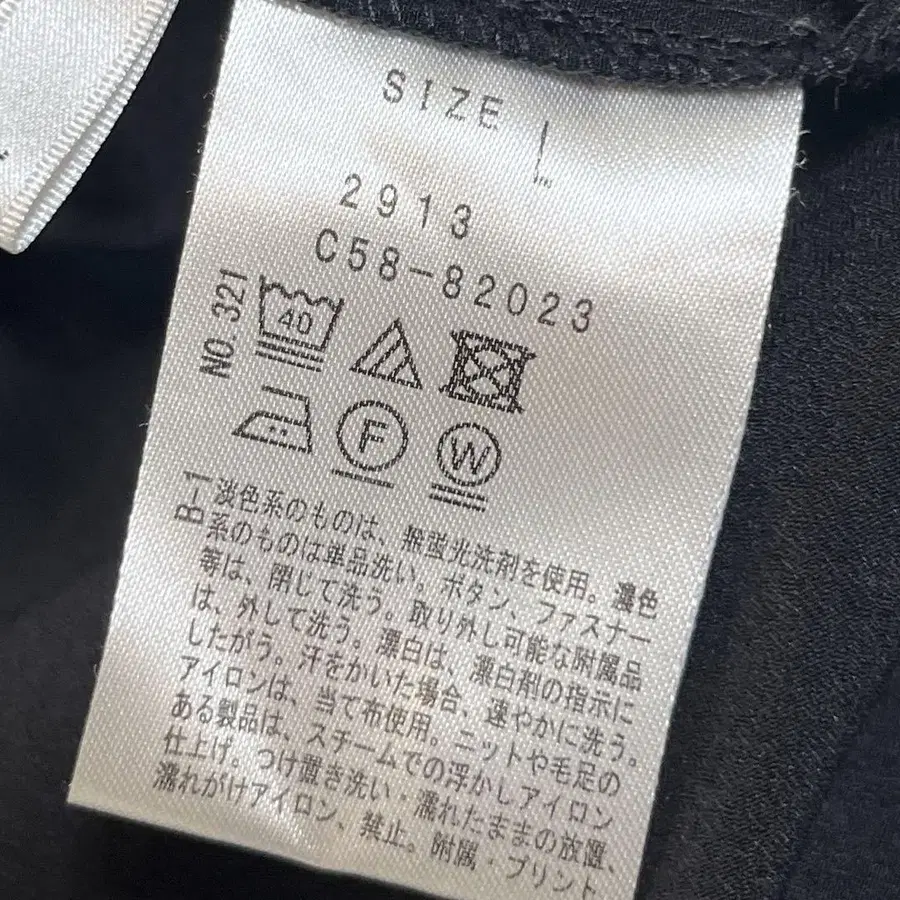 SIZE L
2913
C58-82023
NO.321
40
F
W
B-1
淡色系のものは、無蛍光洗剤を使用。濃色
系のものは単品洗い。ボタン、ファスナー
等は、閉じて洗う。取り外し可能な附属品
は、外して洗う。漂白は、漂白剤の指示に
したがう。汗をかいた場合、速やかに洗う。
アイロンは、当て布使用。ニットや毛足の
ある製品は、スチームでの浮かしアイロン
仕上げ。つけ置き洗い・濡れたままの放置、
濡れがけアイロン、禁止。附属・プリント